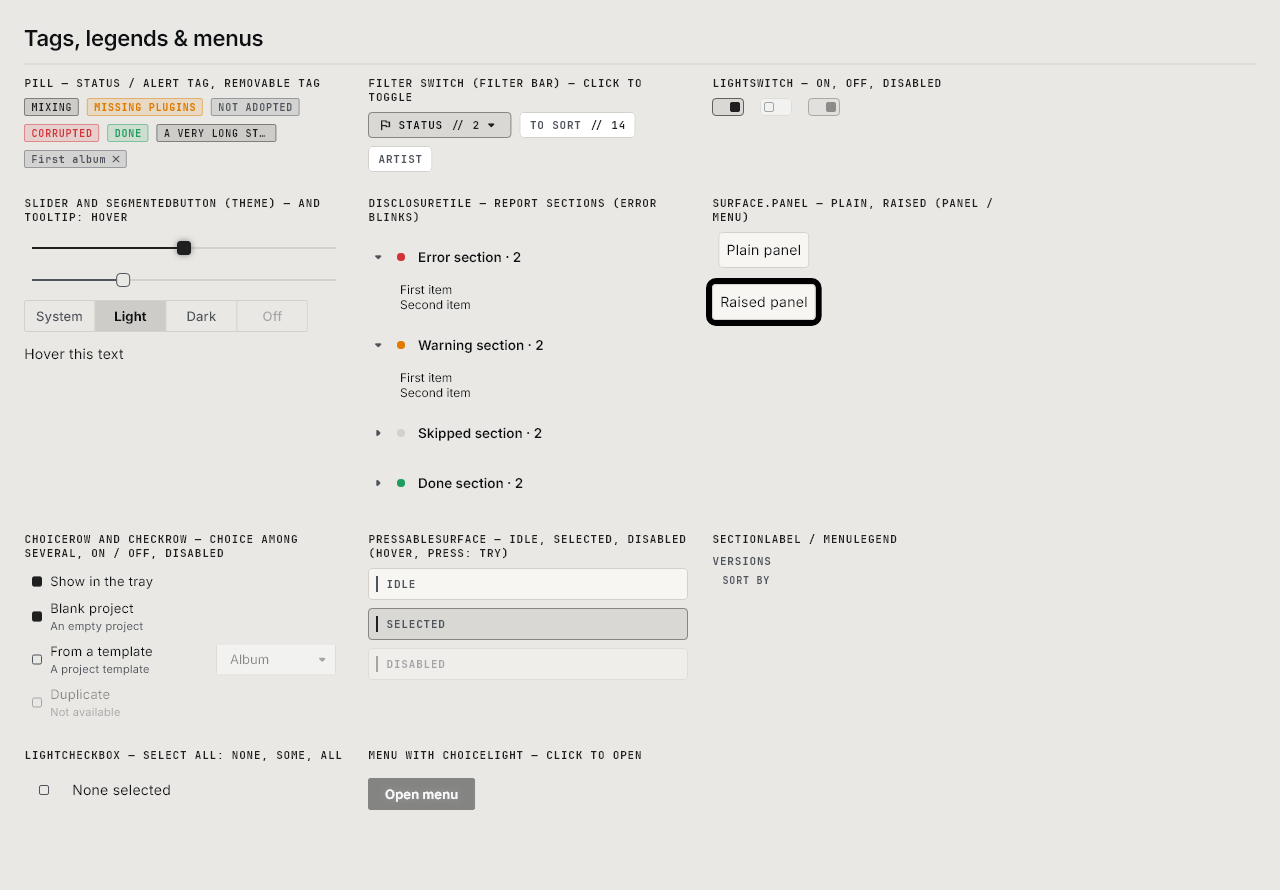 Tags, legends & menus
PILL — STATUS / ALERT TAG, REMOVABLE TAG
MIXING
MISSING PLUGINS
NOT ADOPTED
CORRUPTED
DONE
A VERY LONG ST…
First album ×
FILTER SWITCH (FILTER BAR) — CLICK TO
TOGGLE
STATUS // 2
TO SORT // 14
ARTIST
LIGHTSWITCH — ON, OFF, DISABLED
SLIDER AND SEGMENTEDBUTTON (THEME) — AND
TOOLTIP: HOVER
System
Light
Dark
Off
Hover this text
DISCLOSURETILE — REPORT SECTIONS (ERROR
BLINKS)
Error section · 2
First item
Second item
Warning section · 2
First item
Second item
Skipped section · 2
Done section · 2
SURFACE.PANEL — PLAIN, RAISED (PANEL /
MENU)
Plain panel
Raised panel
CHOICEROW AND CHECKROW — CHOICE AMONG
SEVERAL, ON / OFF, DISABLED
Show in the tray
Blank project
An empty project
From a template
A project template
Album
Duplicate
Not available
PRESSABLESURFACE — IDLE, SELECTED, DISABLED
(HOVER, PRESS: TRY)
IDLE
SELECTED
DISABLED
SECTIONLABEL / MENULEGEND
VERSIONS
SORT BY
LIGHTCHECKBOX — SELECT ALL: NONE, SOME, ALL
None selected
MENU WITH CHOICELIGHT — CLICK TO OPEN
Open menu